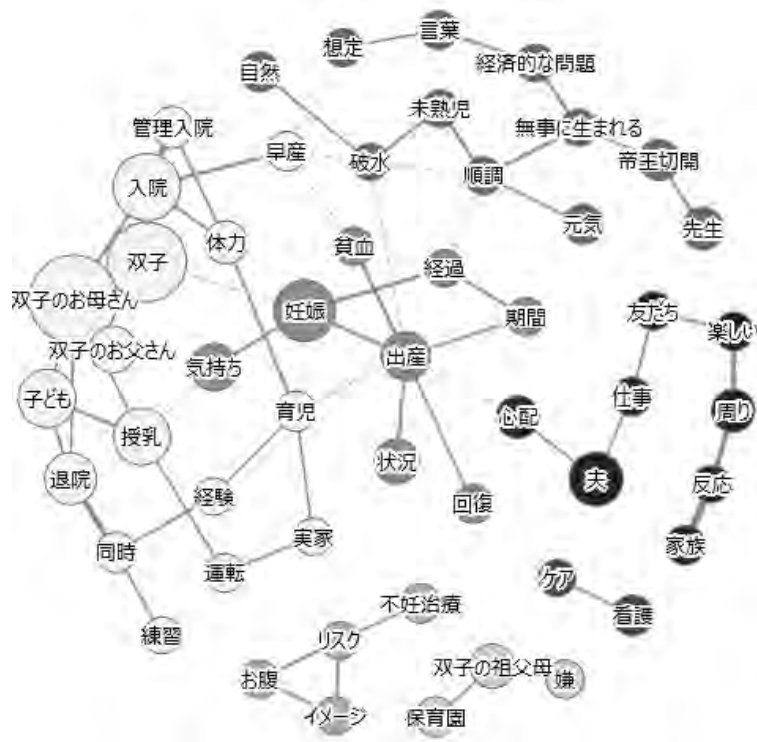 想定
言葉
経済的な問題
自然
未熟児
管理入院
無事に生まれる
早産
破水
順調
帝王切開
入院
元気
先生
体力
貧血
双子
経過
双子のお母さん
妊娠
期間
友だち
楽しい
双子のお父さん
気持ち
出産
子ども
育児
心配
仕事
周り
授乳
状況
夫
反応
退院
経験
回復
同時
実家
家族
運転
ケア
不妊治療
看護
練習
リスク
双子の祖父母
お腹
嫌
イメージ
保育園